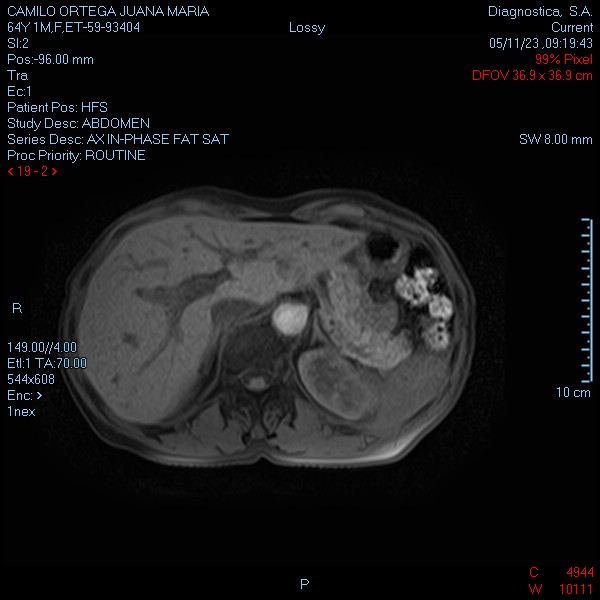 CAMILO ORTEGA JUANA MARIA
64Y 1M,F,ET-59-93404
Sl:2
Pos:-96.00 mm
Tra
Ec:1
Patient Pos: HFS
Study Desc: ABDOMEN
Series Desc: AX IN-PHASE FAT SAT
Proc Priority: ROUTINE
< 19 - 2 >
Lossy
Diagnostica, S.A.
Current
05/11/23 ,09:19:43
99% Pixel
DFOV 36.9 x 36.9 cm
SW 8.00 mm
R
149.00//4.00
Etl:1 TA:70.00
544x608
Enc: >
1nex
10 cm
P
C 4944
W 10111